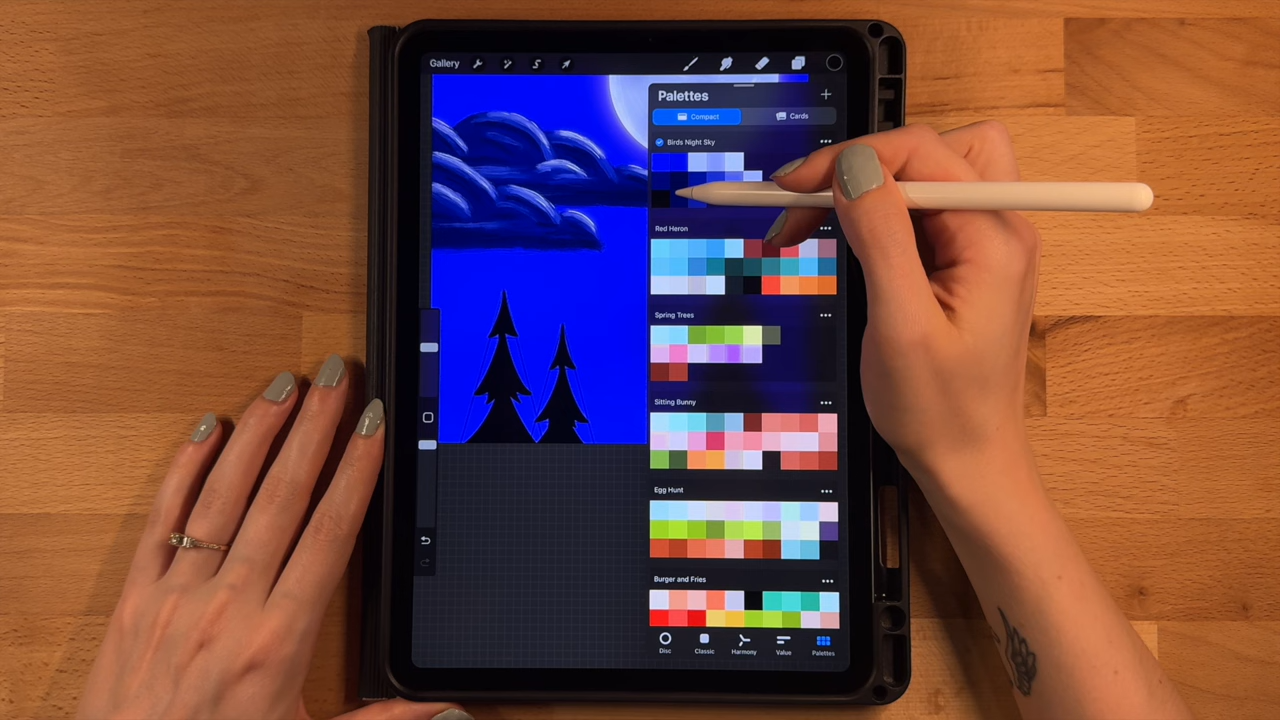 Gallery
Palettes
Compact
Cards
Birds Night Sky
Red Heron
Spring Trees
Sitting Bunny
Egg Hunt
Burger and Fries
Disc
Classic
Harmony
Value
Palettes